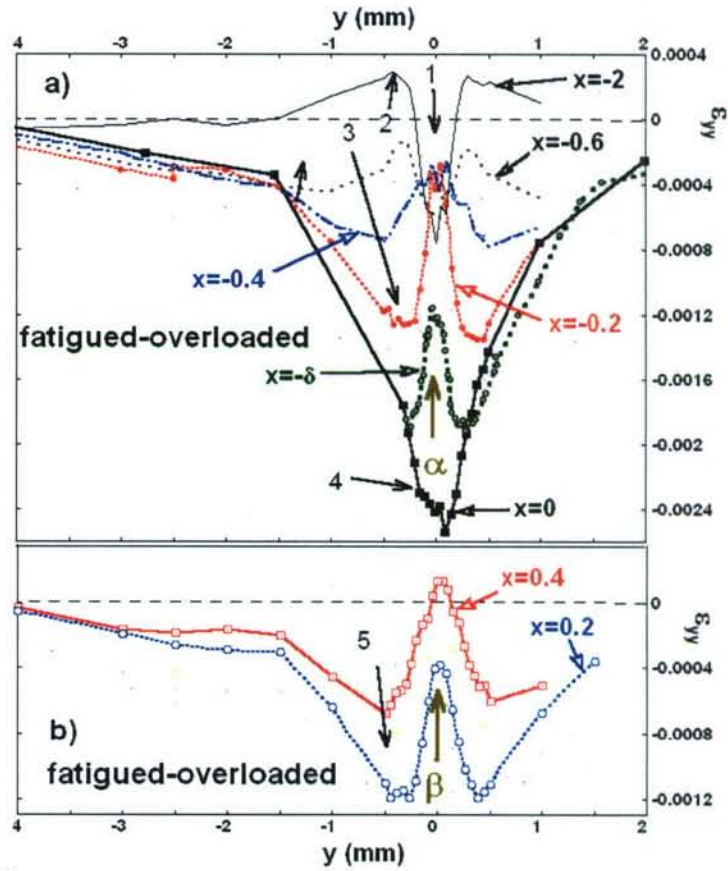 y (mm)
-4 -3 -2 -1 0 1 2
0.0004
a)
1
x=-2
2
0
εyy
3
x=-0.6
-0.0004
x=-0.4
-0.0008
-0.0012
x=-0.2
fatigued-overloaded
x=-δ
-0.0016
α
-0.002
4
x=0
-0.0024
x=0.4
0
εyy
5
x=0.2
-0.0004
b)
β
-0.0008
fatigued-overloaded
-0.0012
4 -3 -2 -1 0 1 2
y (mm)